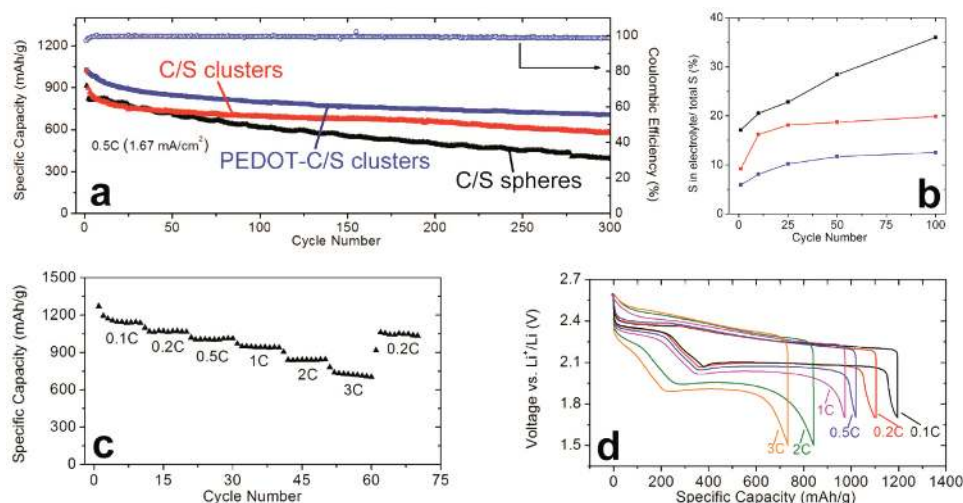 1200
900
600
300
0
Specific Capacity (mAh/g)
C/S clusters
0.5C (1.67 mA/cm²)
PEDOT-C/S clusters
C/S spheres
a
0 50 100 150 200 250 300
Cycle Number
100
80
60
40
20
0
Coulombic Efficiency (%)
40
30
20
10
0
S in electrolyte/ total S (%)
b
0 25 50 75 100
Cycle Number
1500
1200
900
600
300
0
Specific Capacity (mAh/g)
0.1C
0.2C
0.5C
1C
2C
3C
0.2C
c
0 15 30 45 60 75
Cycle Number
2.7
2.4
2.1
1.8
1.5
Voltage vs. Li⁺/Li (V)
3C
2C
1C
0.5C
0.2C
0.1C
d
0 200 400 600 800 1000 1200 1400
Specific Capacity (mAh/g)